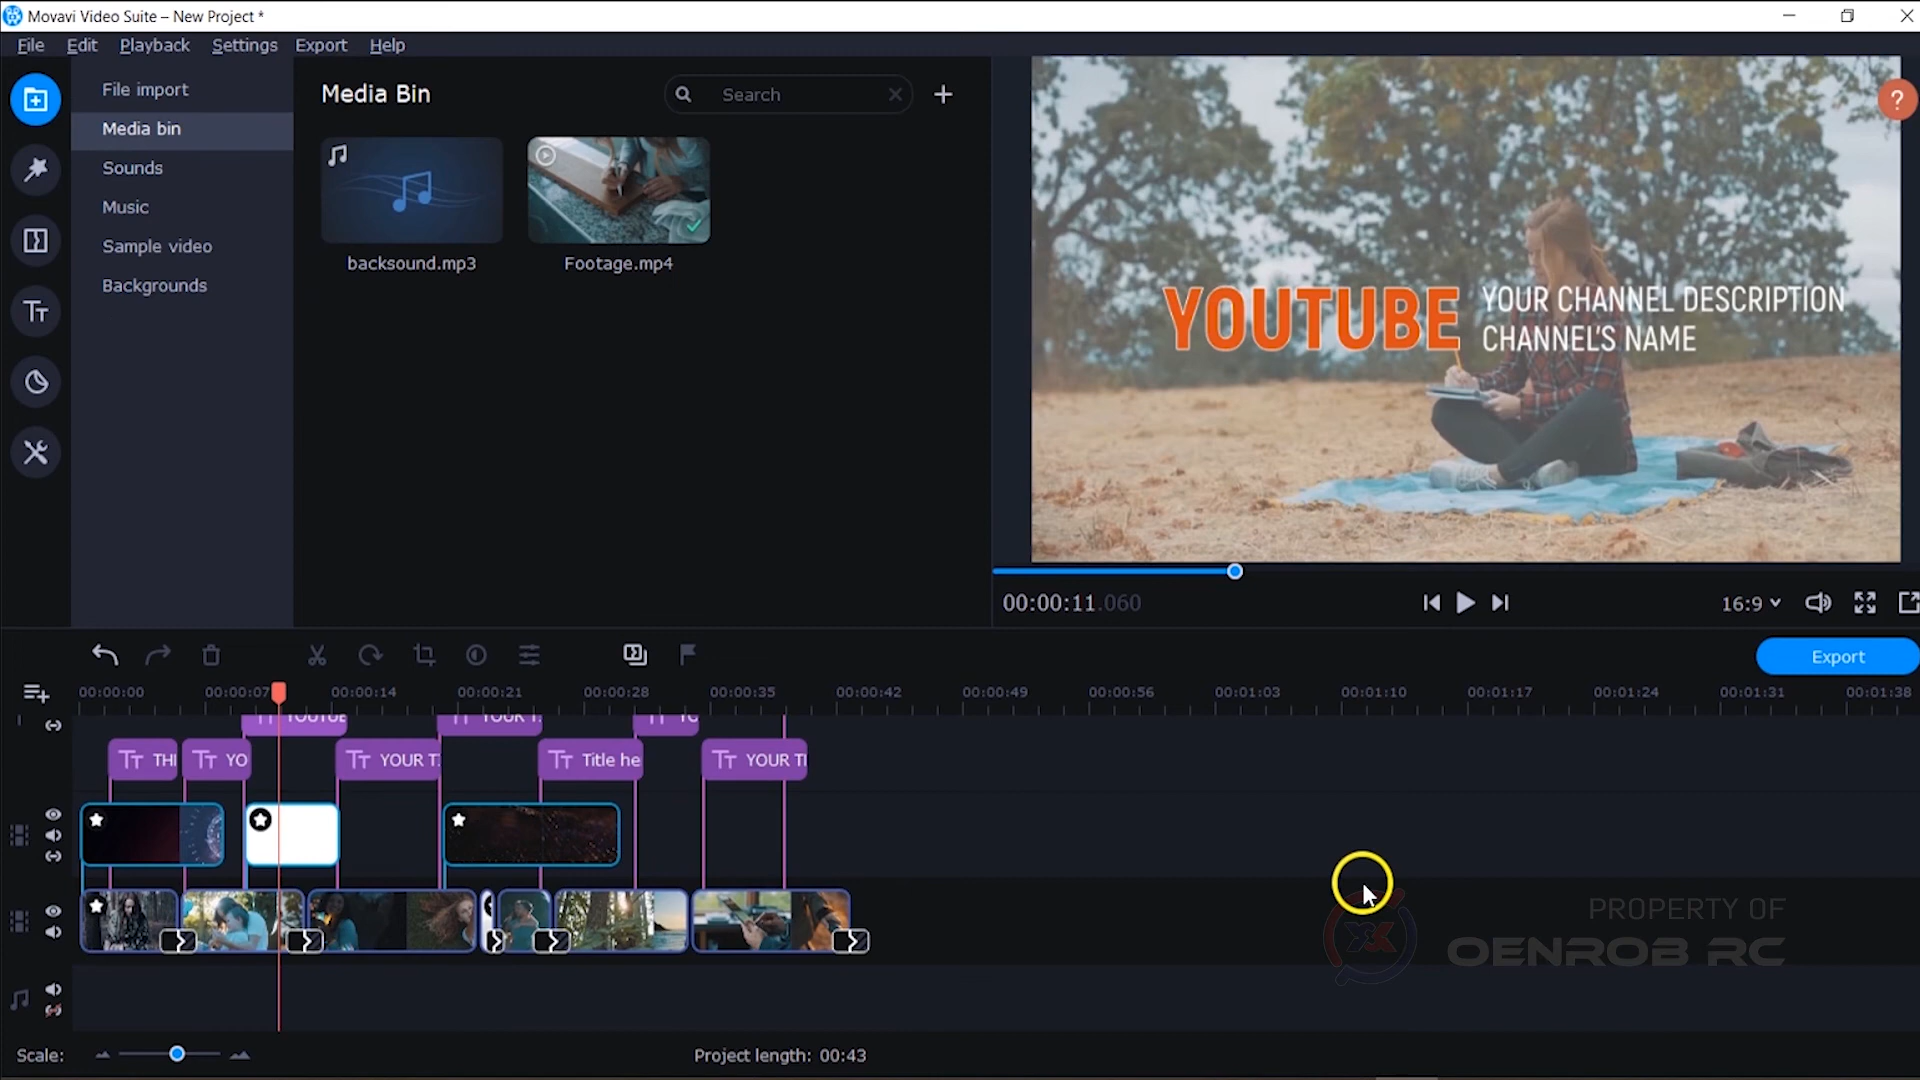 Movavi Video Suite – New Project *
File Edit Playback Settings Export Help
File import
Media bin
Sounds
Music
Sample video
Backgrounds
Media Bin
Search
backsound.mp3
Footage.mp4
?
YOUTUBE
YOUR CHANNEL DESCRIPTION
CHANNEL'S NAME
00:00:11.060
16:9
Export
00:00:00 00:00:07 00:00:14 00:00:21 00:00:28 00:00:35 00:00:42 00:00:49 00:00:56 00:01:03 00:01:10 00:01:17 00:01:24 00:01:31 00:01:38
YOUTUE YOUR T. YO
THI YO YOUR T. Title he YOUR TI
PROPERTY OF
OENROB RC
Scale:
Project length: 00:43